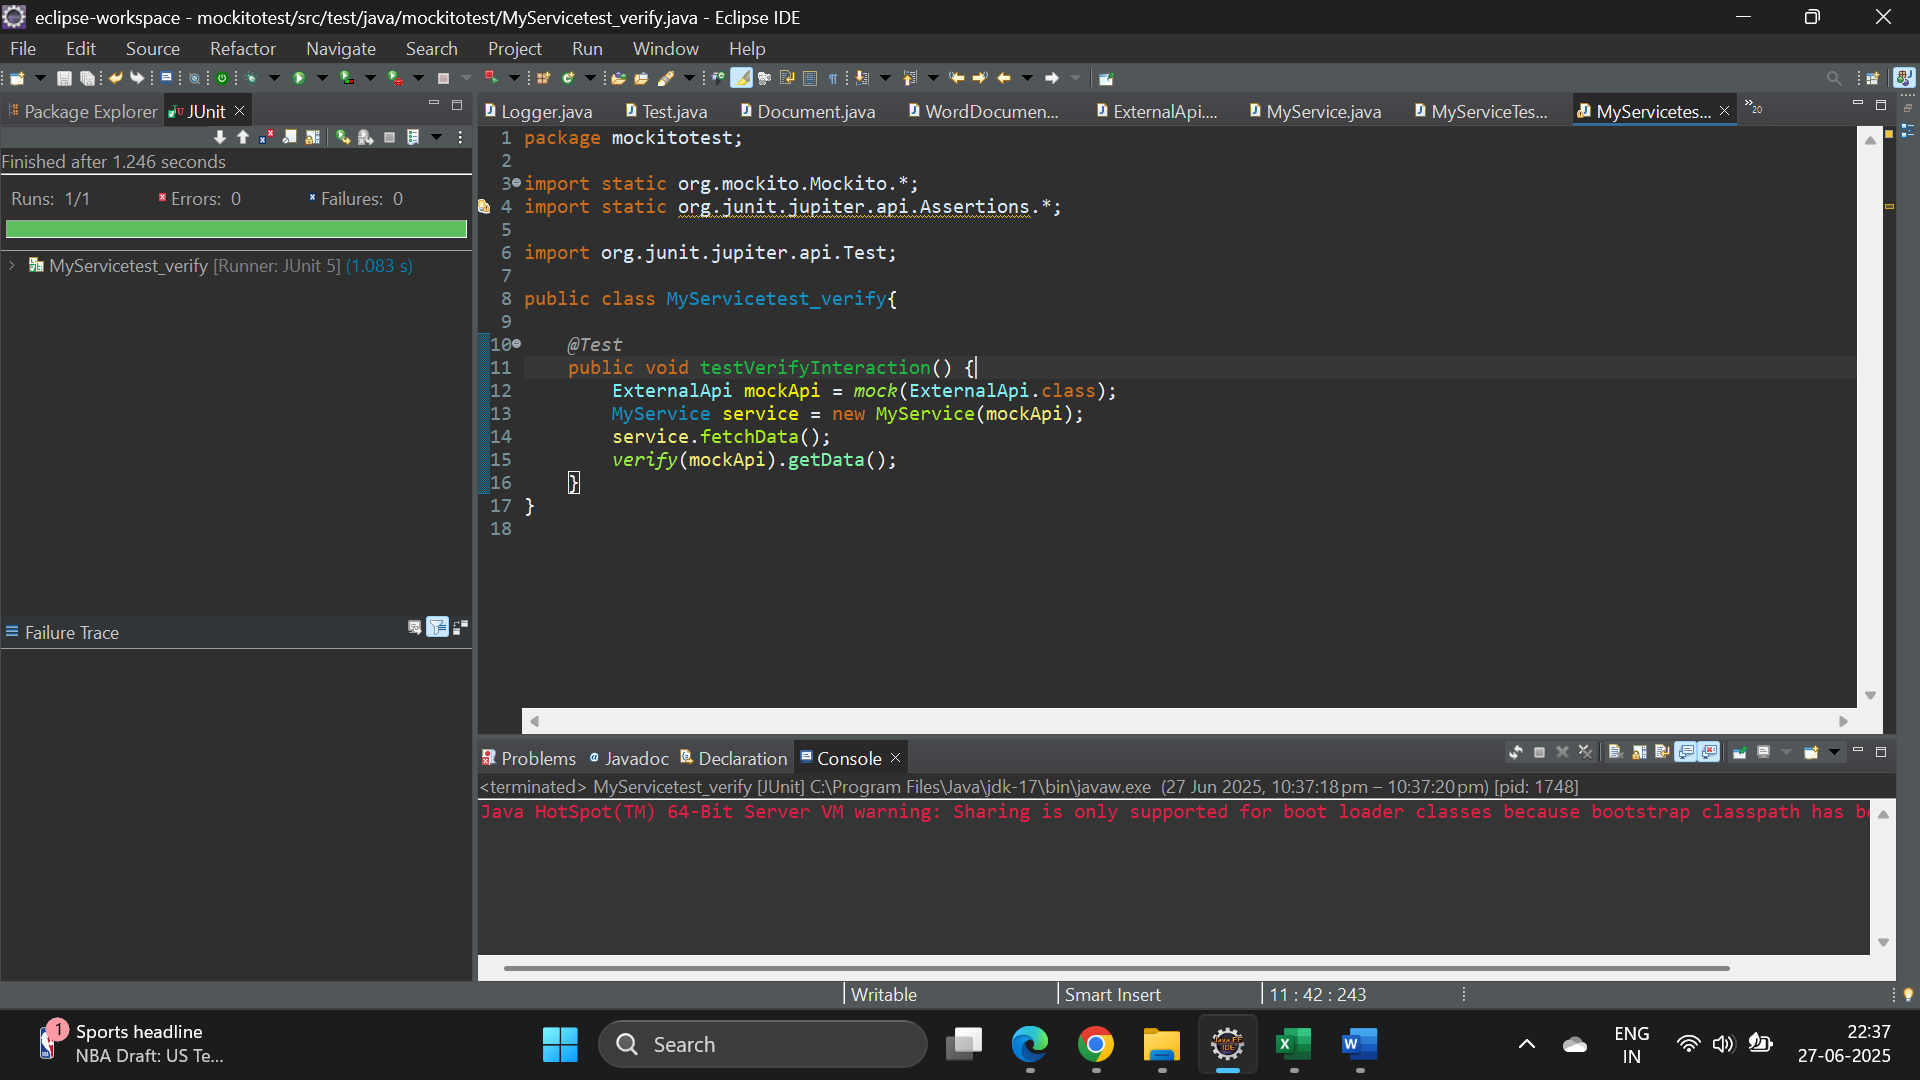 eclipse-workspace - mockitotest/src/test/java/mockitotest/MyServicetest_verify.java - Eclipse IDE
File Edit Source Refactor Navigate Search Project Run Window Help
Package Explorer JUnit
Logger.java Test.java Document.java WordDocumen... ExternalApi.... MyService.java MyServiceTes... MyServicetes... »20
Finished after 1.246 seconds
Runs: 1/1 Errors: 0 Failures: 0
MyServicetest_verify [Runner: JUnit 5] (1.083 s)
Failure Trace
1 package mockitotest;
2
3 import static org.mockito.Mockito.*;
4 import static org.junit.jupiter.api.Assertions.*;
5
6 import org.junit.jupiter.api.Test;
7
8 public class MyServicetest_verify{
9
10 @Test
11 public void testVerifyInteraction() {
12 ExternalApi mockApi = mock(ExternalApi.class);
13 MyService service = new MyService(mockApi);
14 service.fetchData();
15 verify(mockApi).getData();
16 }
17 }
18
Problems Javadoc Declaration Console
<terminated> MyServicetest_verify [JUnit] C:\Program Files\Java\jdk-17\bin\javaw.exe (27 Jun 2025, 10:37:18 pm – 10:37:20 pm) [pid: 1748]
Java HotSpot(TM) 64-Bit Server VM warning: Sharing is only supported for boot loader classes because bootstrap classpath has be
Writable Smart Insert 11 : 42 : 243
1
Sports headline
NBA Draft: US Te...
Search
ENG
IN
22:37
27-06-2025